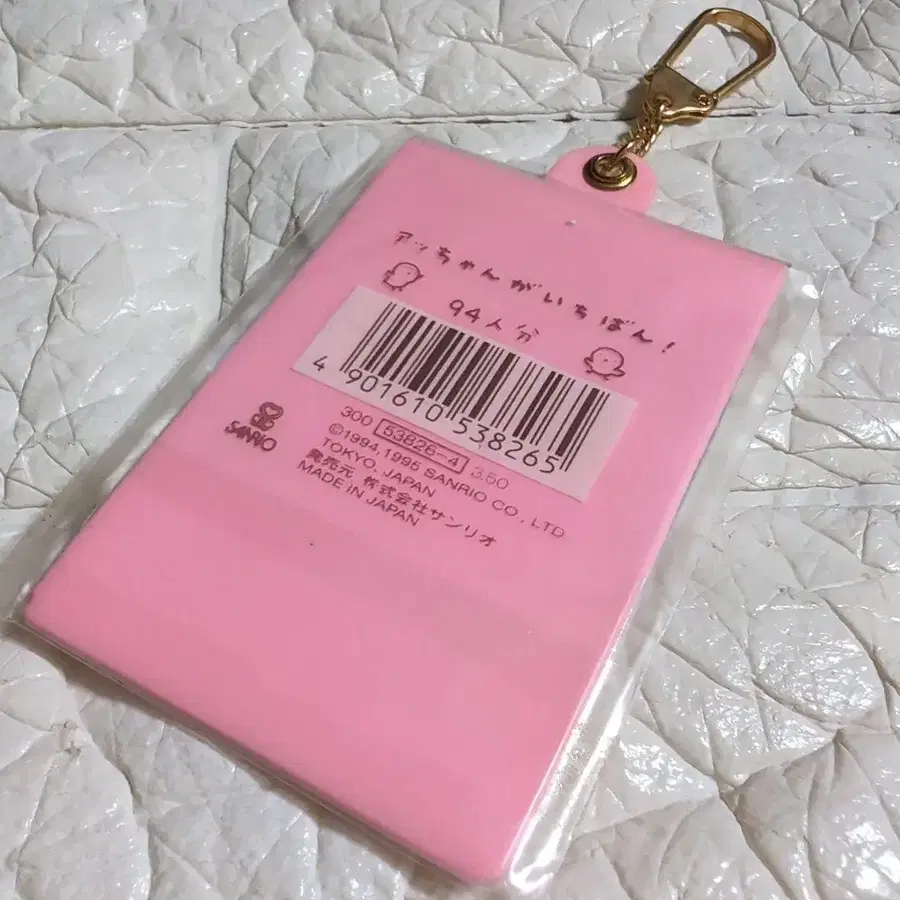 アッちゃんがいちばん!
94人分
4 901610 538265
SANRIO
300 53826-4 3.50
©1994,1995 SANRIO CO., LTD
TOKYO, JAPAN
発売元 株式会社サンリオ
MADE IN JAPAN